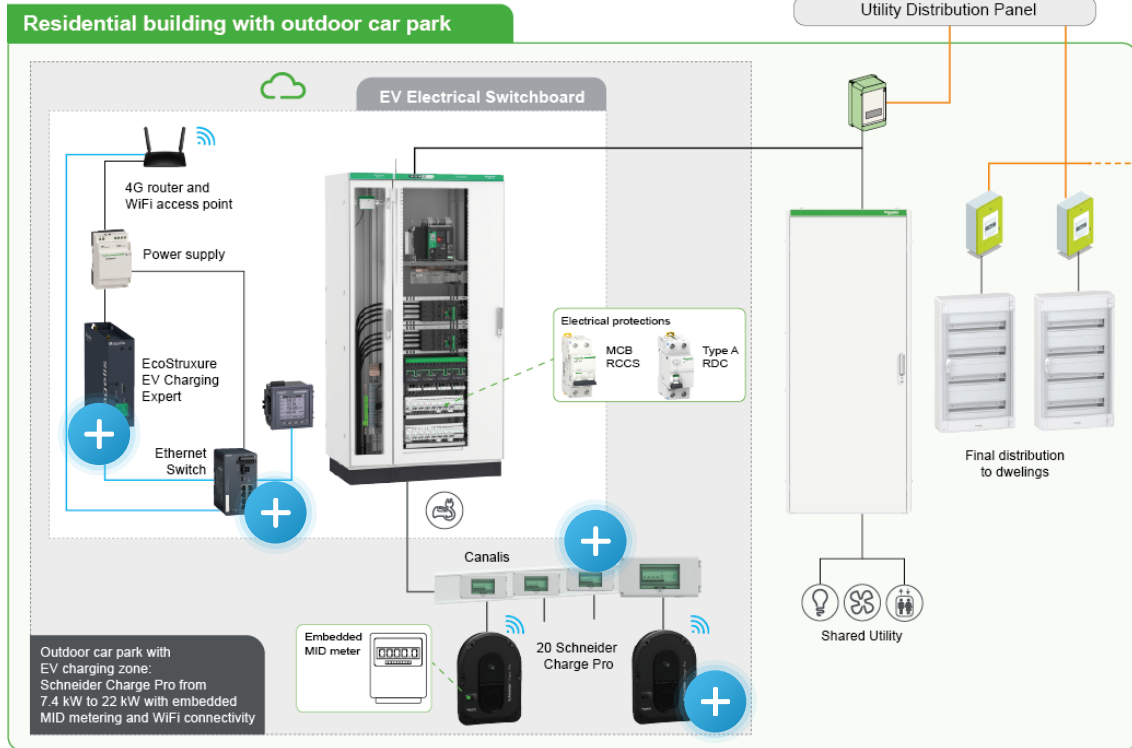 Residential building with outdoor car park
Utility Distribution Panel
EV Electrical Switchboard
4G router and
WiFi access point
Power supply
EcoStruxure
EV Charging
Expert
Ethernet
Switch
Electrical protections
MCB
RCCS
Type A
RDC
Final distribution
to dwelings
Canalis
Embedded
MID meter
00000
20 Schneider
Charge Pro
Shared Utility
Outdoor car park with
EV charging zone:
Schneider Charge Pro from
7.4 kW to 22 kW with embedded
MID metering and WiFi connectivity